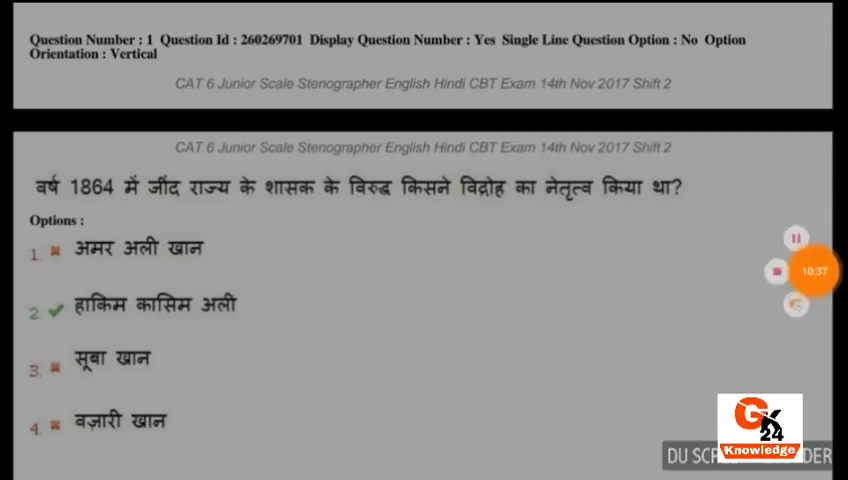 Question Number : 1 Question Id : 260269701 Display Question Number : Yes Single Line Question Option : No Option
Orientation : Vertical
CAT 6 Junior Scale Stenographer English Hindi CBT Exam 14th Nov 2017 Shift 2
CAT 6 Junior Scale Stenographer English Hindi CBT Exam 14th Nov 2017 Shift 2
वर्ष 1864 में जींद राज्य के शासक के विरुद्ध किसने विद्रोह का नेतृत्व किया था?
Options :
1. अमर अली खान
2. हाकिम कासिम अली
3. सूबा खान
4. वज़ारी खान
10:37
GK
24
Knowledge
DU